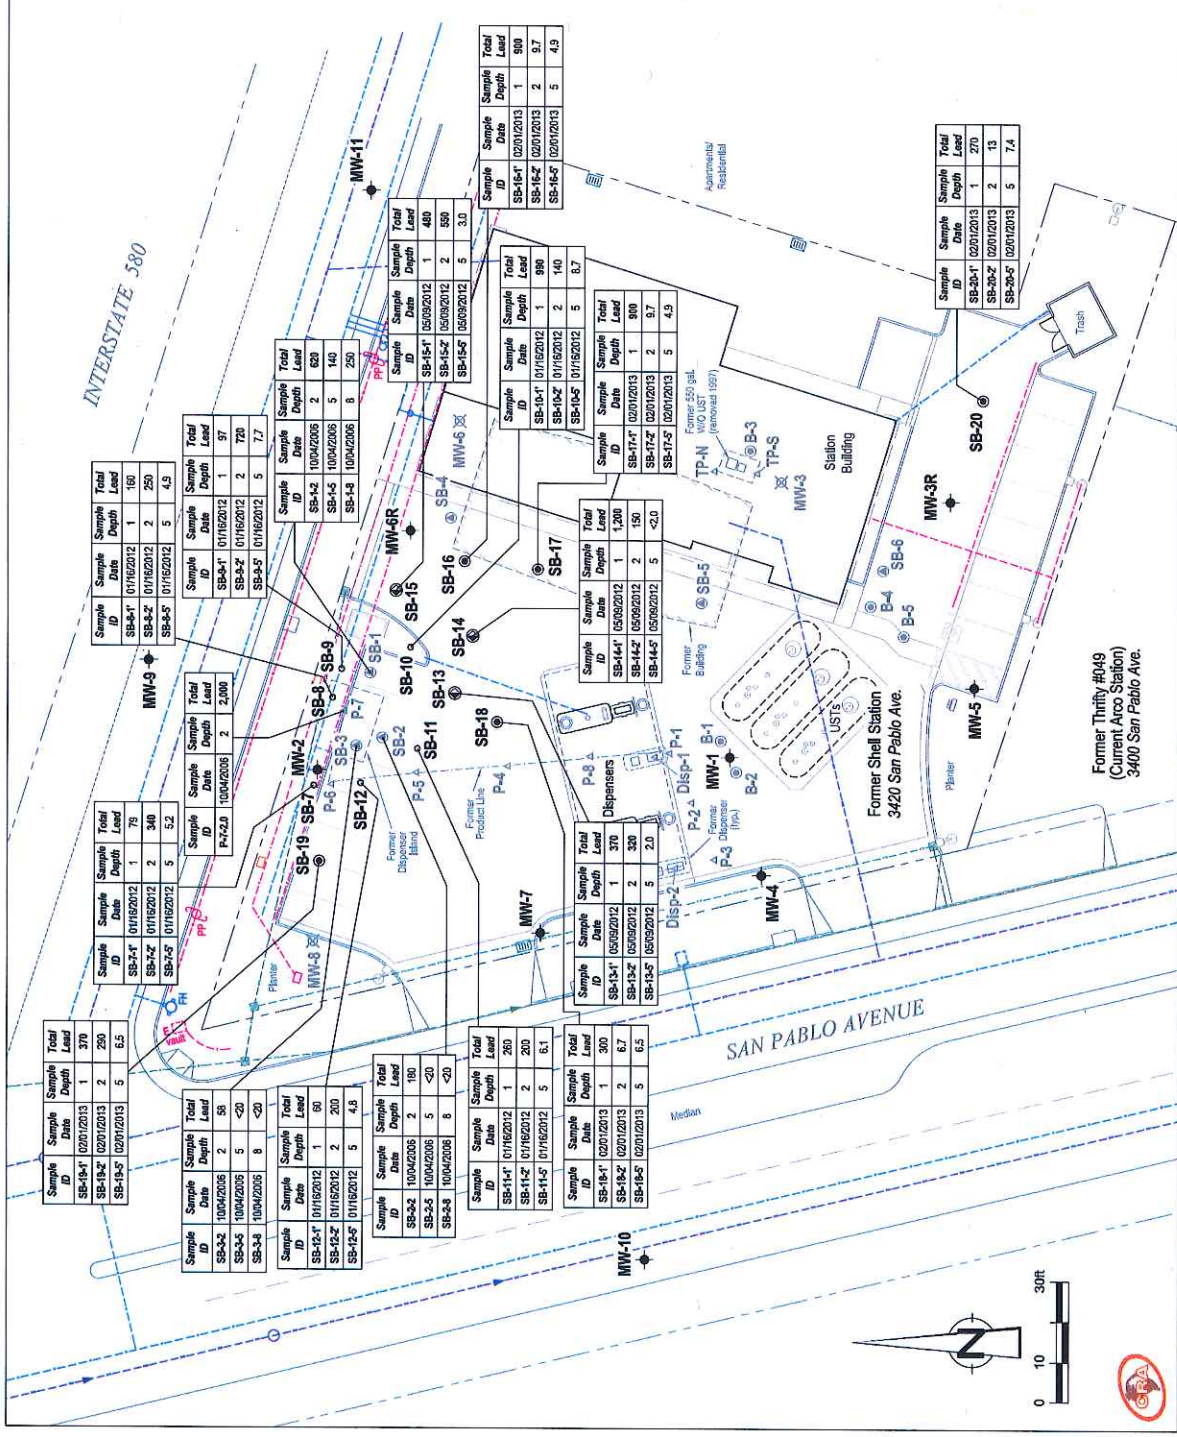 INTERSTATE 580
MW-11
MW-9
Sample ID Sample Date Sample Depth Total Lead
SB-16-1' 02/01/2013 1 900
SB-16-2' 02/01/2013 2 9.7
SB-16-5' 02/01/2013 5 4.9
Sample ID Sample Date Sample Depth Total Lead
SB-15-1' 05/09/2012 1 480
SB-15-2' 05/09/2012 2 550
SB-15-5' 05/09/2012 5 3.0
Sample ID Sample Date Sample Depth Total Lead
SB-1-2 10/04/2006 2 620
SB-1-5 10/04/2006 5 140
SB-1-8 10/04/2006 8 250
Sample ID Sample Date Sample Depth Total Lead
SB-9-1' 01/16/2012 1 97
SB-9-2' 01/16/2012 2 720
SB-9-5' 01/16/2012 5 7.7
Sample ID Sample Date Sample Depth Total Lead
SB-8-1' 01/16/2012 1 160
SB-8-2' 01/16/2012 2 250
SB-8-5' 01/16/2012 5 4.9
Sample ID Sample Date Sample Depth Total Lead
P-7-2.0 10/04/2006 2 2,000
Sample ID Sample Date Sample Depth Total Lead
SB-7-1' 01/16/2012 1 79
SB-7-2' 01/16/2012 2 340
SB-7-5' 01/16/2012 5 5.2
Sample ID Sample Date Sample Depth Total Lead
SB-19-1' 02/01/2013 1 370
SB-19-2' 02/01/2013 2 290
SB-19-5' 02/01/2013 5 6.5
Sample ID Sample Date Sample Depth Total Lead
SB-3-2 10/04/2006 2 58
SB-3-5 10/04/2006 5 <20
SB-3-8 10/04/2006 8 <20
Sample ID Sample Date Sample Depth Total Lead
SB-12-1' 01/16/2012 1 60
SB-12-2' 01/16/2012 2 200
SB-12-5' 01/16/2012 5 4.8
Sample ID Sample Date Sample Depth Total Lead
SB-2-2 10/04/2006 2 180
SB-2-5 10/04/2006 5 <20
SB-2-8 10/04/2006 8 <20
Sample ID Sample Date Sample Depth Total Lead
SB-11-1' 01/16/2012 1 260
SB-11-2' 01/16/2012 2 200
SB-11-5' 01/16/2012 5 6.1
Sample ID Sample Date Sample Depth Total Lead
SB-18-1' 02/01/2013 1 300
SB-18-2' 02/01/2013 2 6.7
SB-18-5' 02/01/2013 5 6.5
Sample ID Sample Date Sample Depth Total Lead
SB-13-1' 05/09/2012 1 370
SB-13-2' 05/09/2012 2 320
SB-13-5' 05/09/2012 5 2.0
Sample ID Sample Date Sample Depth Total Lead
SB-14-1' 05/09/2012 1 1,200
SB-14-2' 05/09/2012 2 150
SB-14-5' 05/09/2012 5 <2.0
Sample ID Sample Date Sample Depth Total Lead
SB-10-1' 01/16/2012 1 990
SB-10-2' 01/16/2012 2 140
SB-10-5' 01/16/2012 5 8.7
Sample ID Sample Date Sample Depth Total Lead
SB-17-1' 02/01/2013 1 900
SB-17-2' 02/01/2013 2 9.7
SB-17-5' 02/01/2013 5 4.9
Sample ID Sample Date Sample Depth Total Lead
SB-20-1' 02/01/2013 1 270
SB-20-2' 02/01/2013 2 13
SB-20-5' 02/01/2013 5 7.4
PP
PP
FH
E
vault
Planter
MW-8
SB-19
SB-7
MW-2
SB-8
SB-9
P-6
SB-3
P-7
SB-1
SB-12
SB-2
P-5
SB-11
SB-10
SB-15
MW-6R
MW-6
SB-4
SB-16
SB-14
SB-13
SB-17
SB-18
P-4
Former
Dispenser
Island
Former
Product Line
Apartments/
Residential
Former 550 gal.
W/O UST
(removed 1997)
TP-N
B-3
TP-S
MW-3
Station
Building
SB-5
Former
Building
P-8
Dispensers
Disp-1
P-1
P-2
P-3
Former
Dispenser
(typ.)
Disp-2
B-1
MW-1
B-2
USTs
Former Shell Station
3420 San Pablo Ave.
SB-6
B-4
B-5
MW-3R
SB-20
Trash
MW-5
MW-4
MW-7
Planter
Former Thrifty #0049
(Current Arco Station)
3400 San Pablo Ave.
SAN PABLO AVENUE
Median
MW-10
N
0 10 30ft
CRA